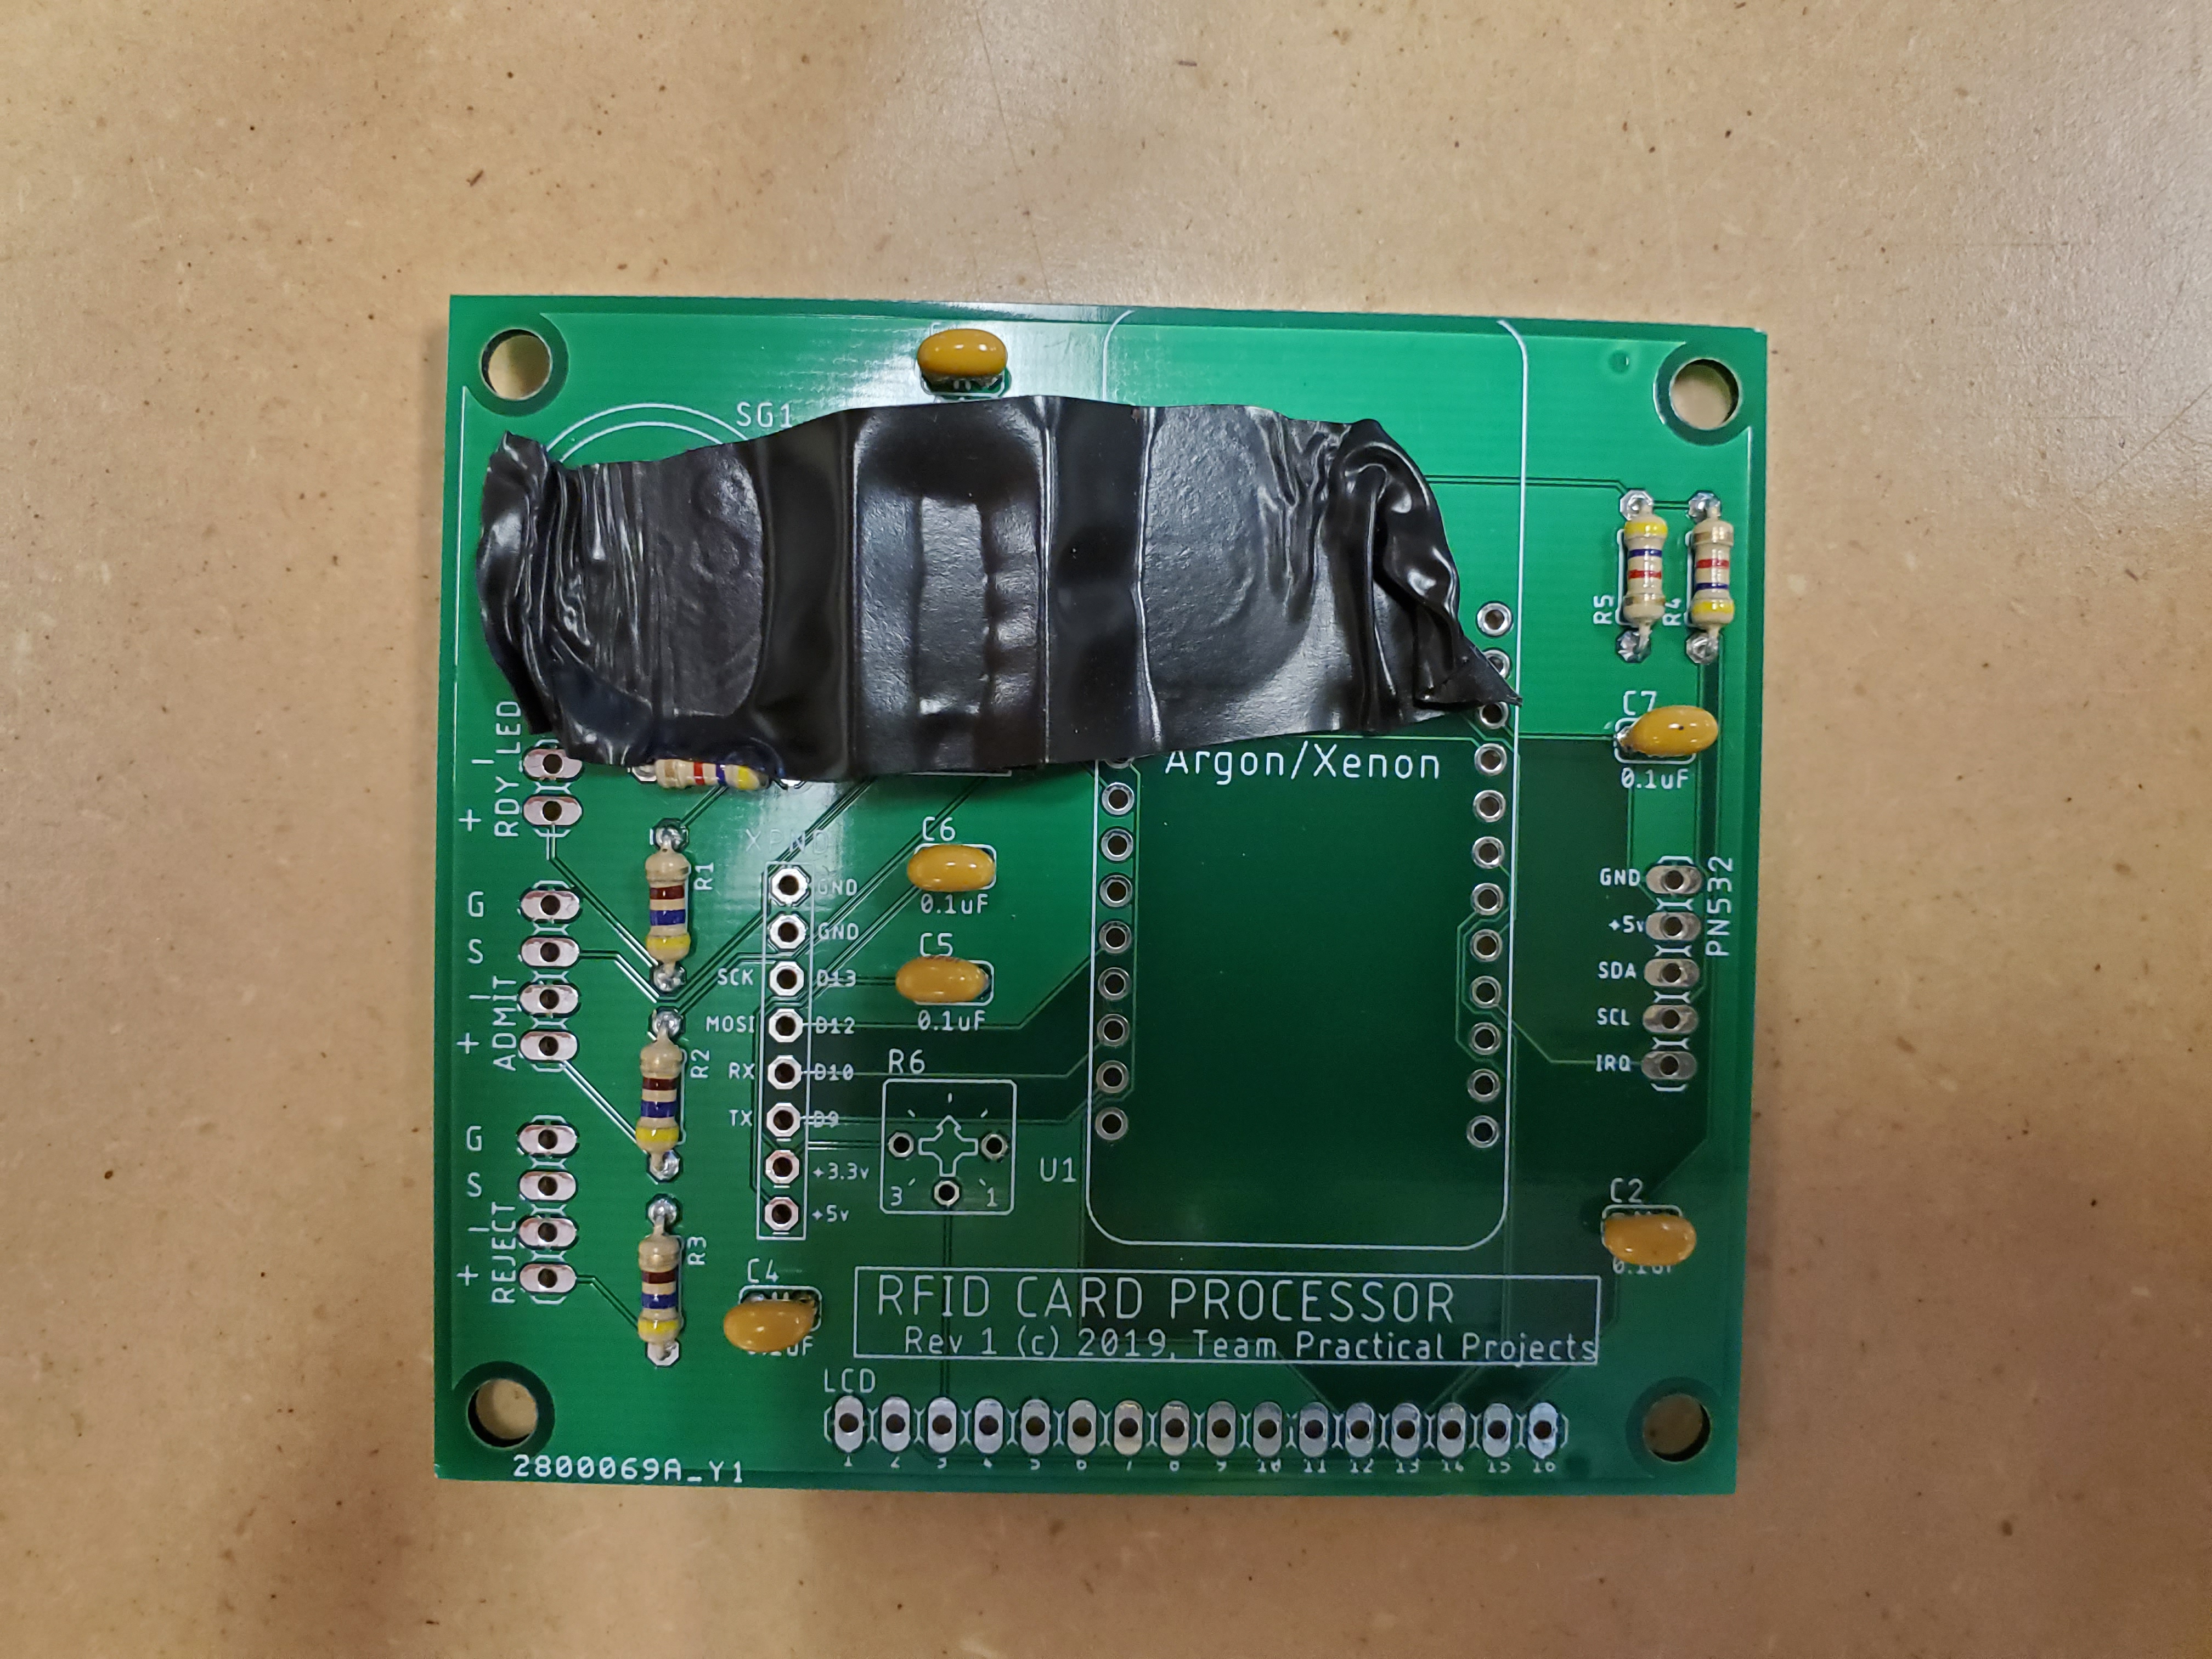 SG1
R5
R4
C7
0.1uF
Argon/Xenon
-
+
RDY LED
C6
0.1uF
R1
GND
GND
C5
0.1uF
SCK
D13
MOSI
D12
RX
D10
TX
D9
+3.3v
+5v
G
S
-
+
ADMIT
R2
R6
3
1
U1
GND
+5v
SDA
SCL
IRQ
PN532
G
S
-
+
REJECT
R3
C2
C4
RFID CARD PROCESSOR
Rev 1 (c) 2019, Team Practical Projects
LCD
1 2 3 4 5 6 7 8 9 10 11 12 13 14 15 16
2800069A_Y1